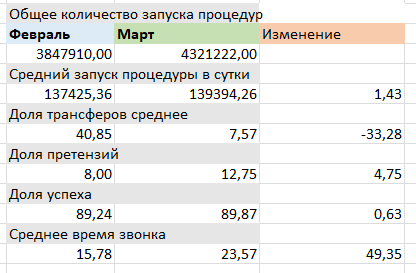 Общее количество запуска процедур
Февраль Март Изменение
3847910,00 4321222,00
Средний запуск процедуры в сутки
137425,36 139394,26 1,43
Доля трансферов среднее
40,85 7,57 -33,28
Доля претензий
8,00 12,75 4,75
Доля успеха
89,24 89,87 0,63
Среднее время звонка
15,78 23,57 49,35